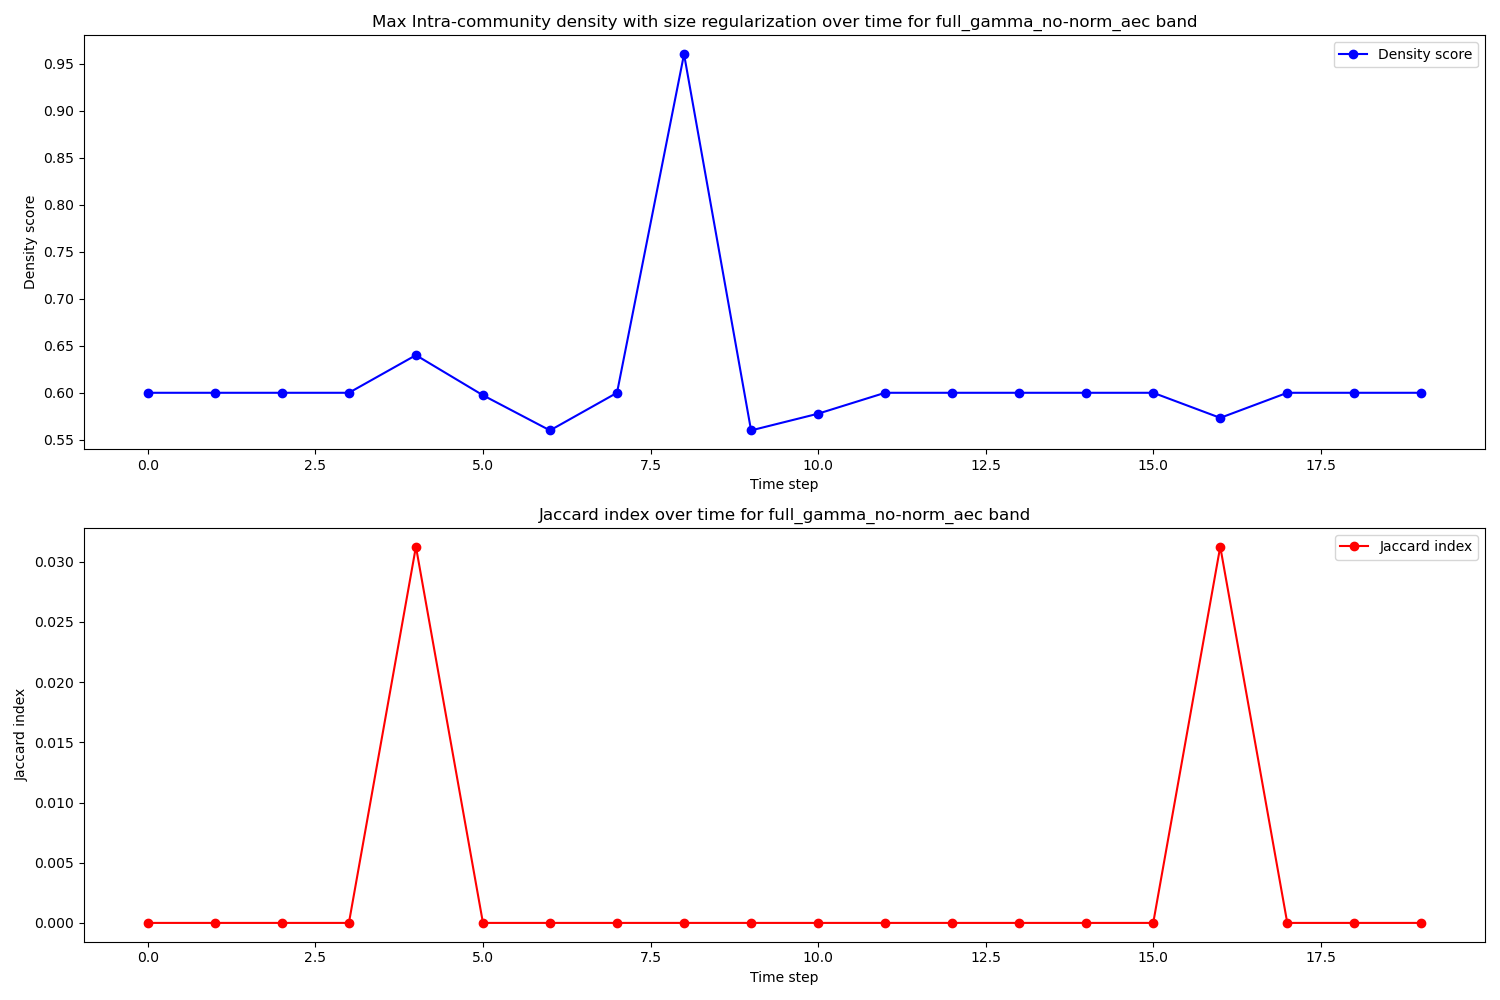 Max Intra-community density with size regularization over time for full_gamma_no-norm_aec band
Density score
0.95
0.90
0.85
0.80
0.75
0.70
0.65
0.60
0.55
Density score
0.0 2.5 5.0 7.5 10.0 12.5 15.0 17.5
Time step
Jaccard index over time for full_gamma_no-norm_aec band
Jaccard index
0.030
0.025
0.020
0.015
0.010
0.005
0.000
Jaccard index
0.0 2.5 5.0 7.5 10.0 12.5 15.0 17.5
Time step